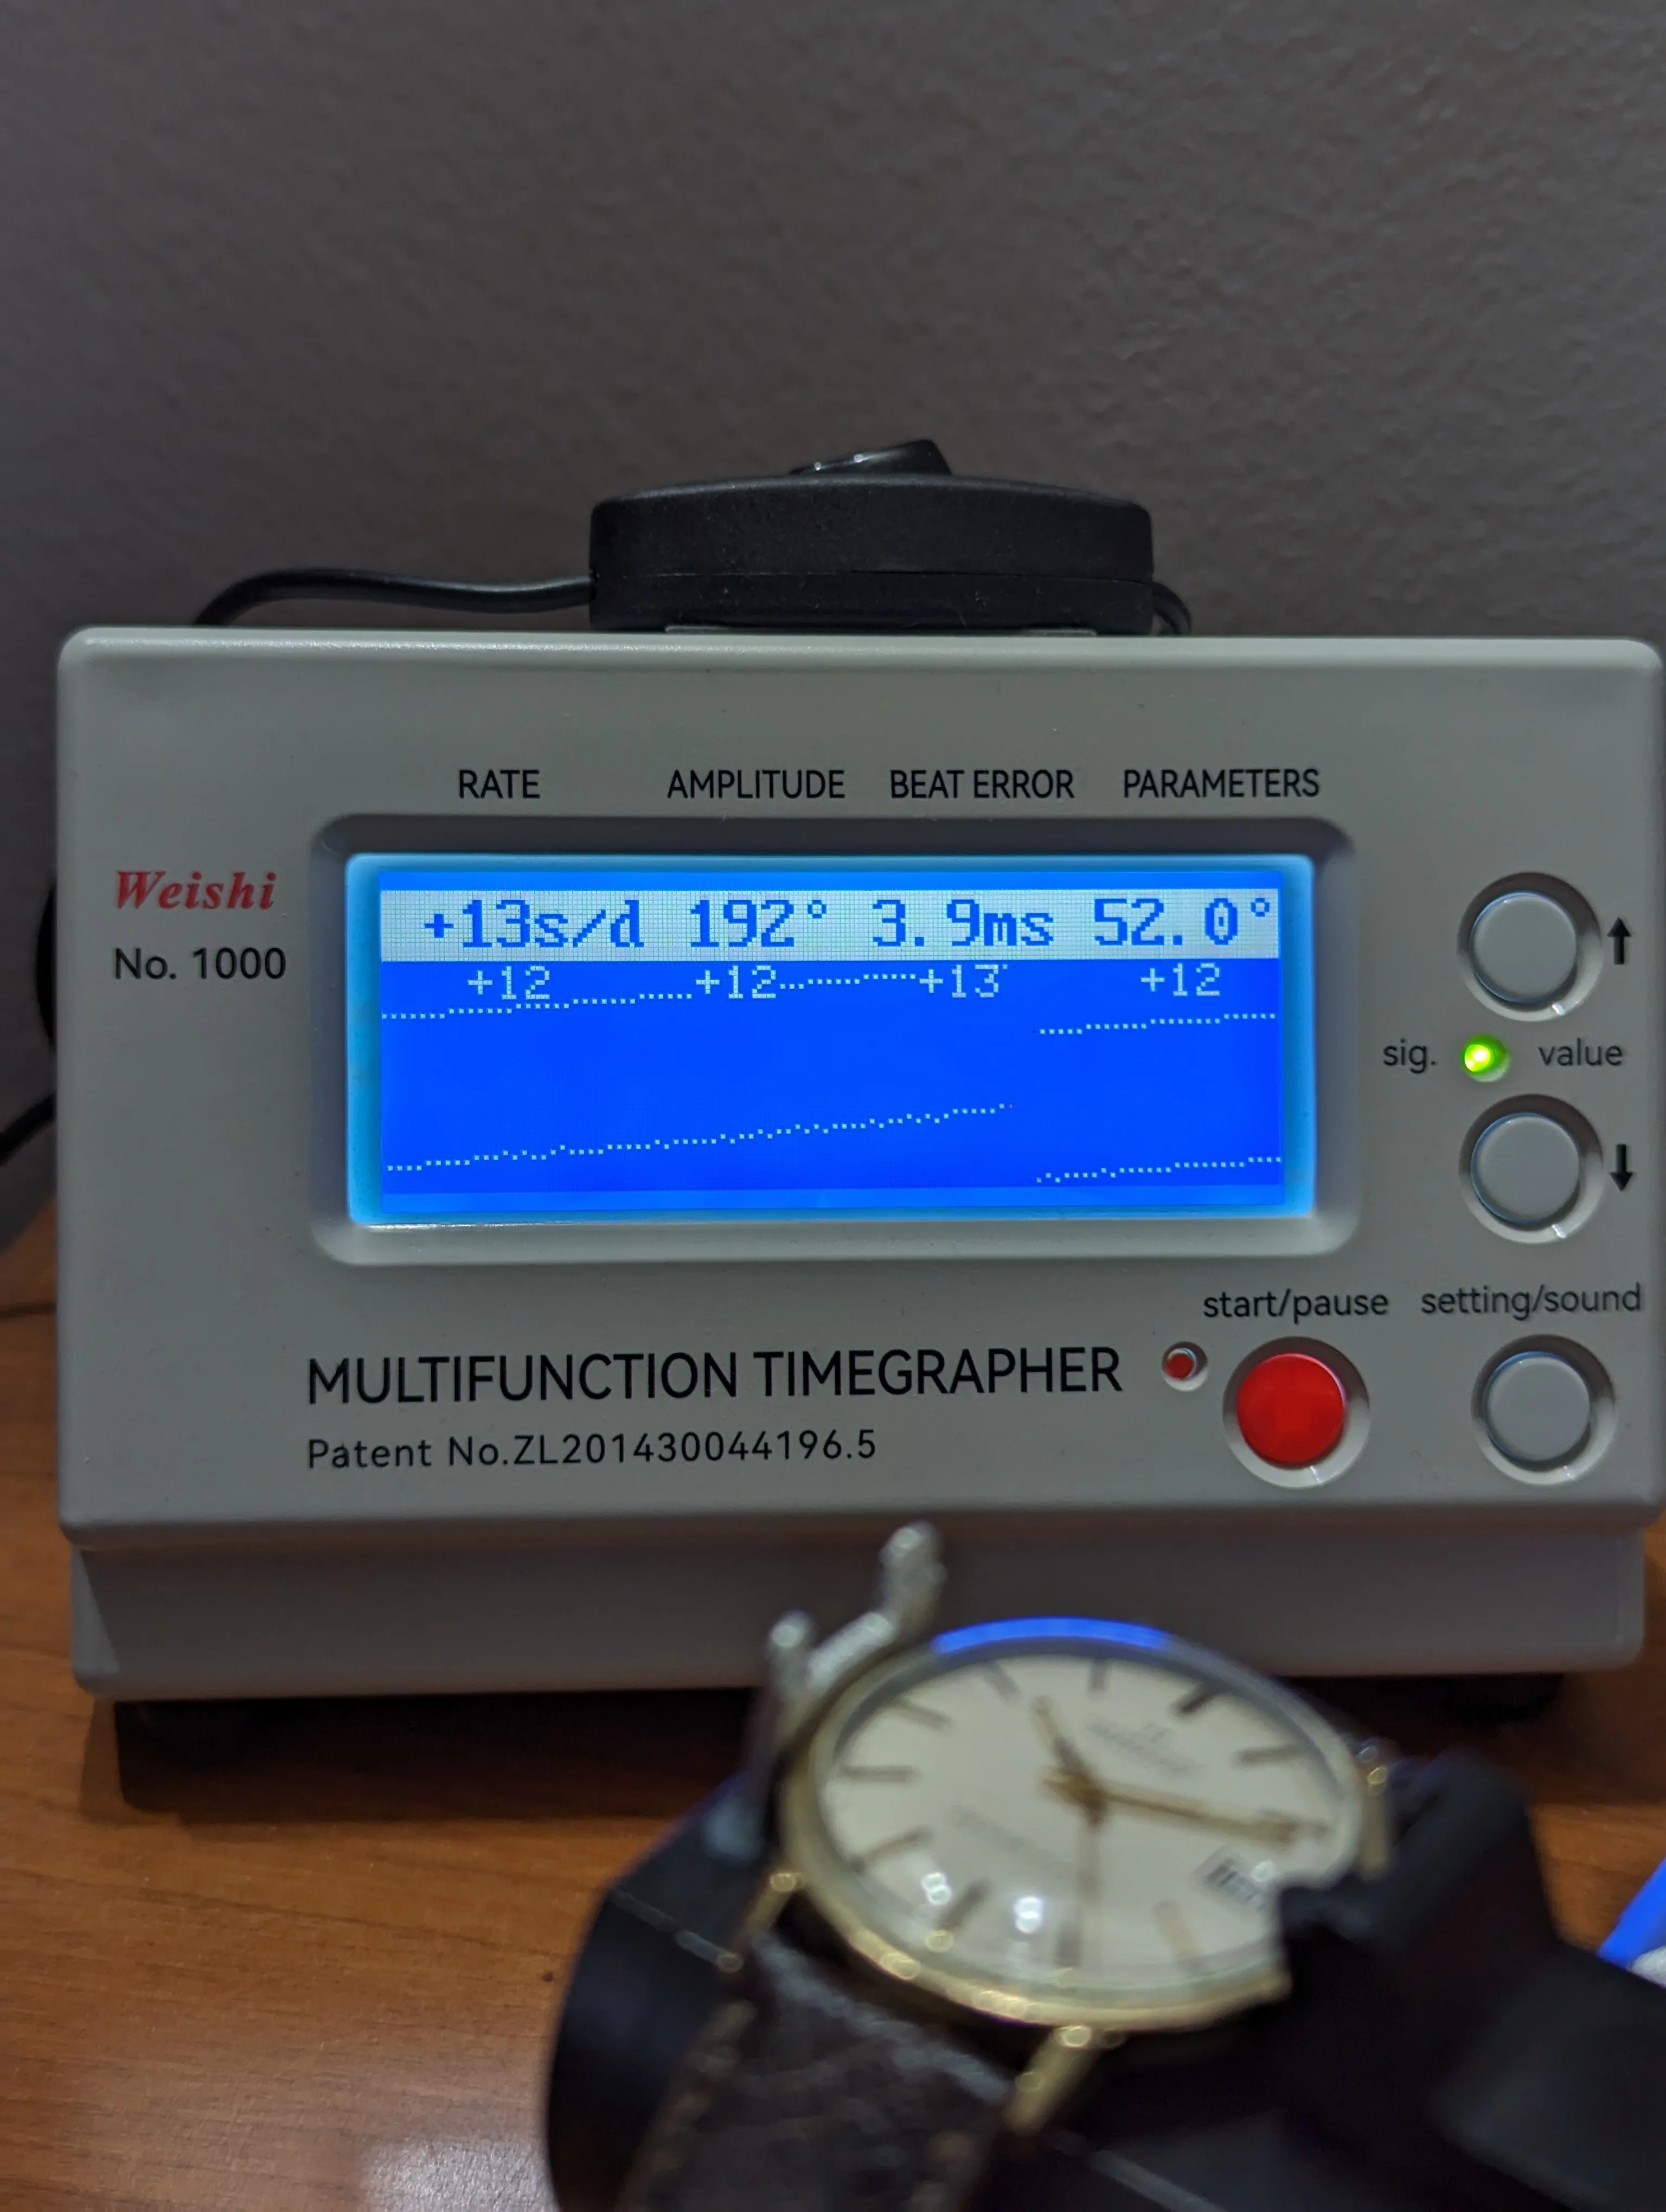 RATE AMPLITUDE BEAT ERROR PARAMETERS
Weishi
No. 1000
+13s/d 192° 3.9ms 52.0°
+12 +12 +13 +12
↑
sig. value
↓
start/pause setting/sound
MULTIFUNCTION TIMEGRAPHER
Patent No.ZL201430044196.5